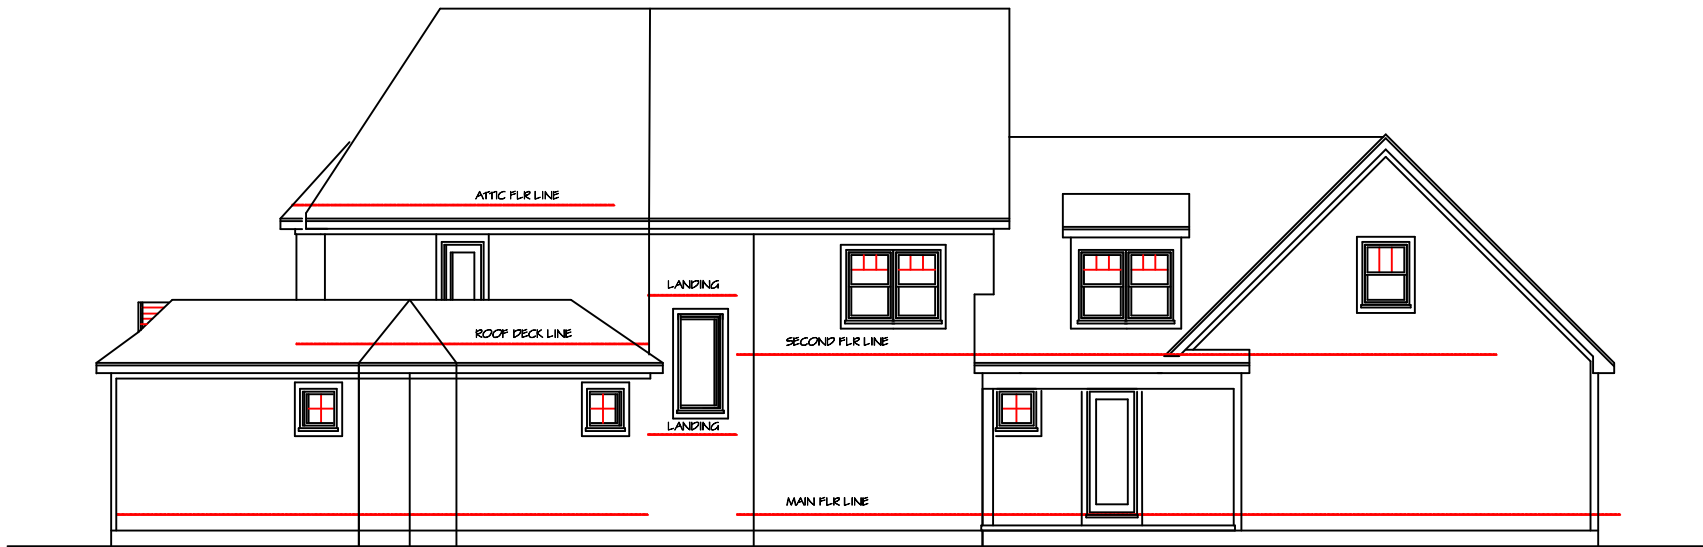 ATTIC FLR LINE
LANDING
ROOF DECK LINE
SECOND FLR LINE
LANDING
MAIN FLR LINE